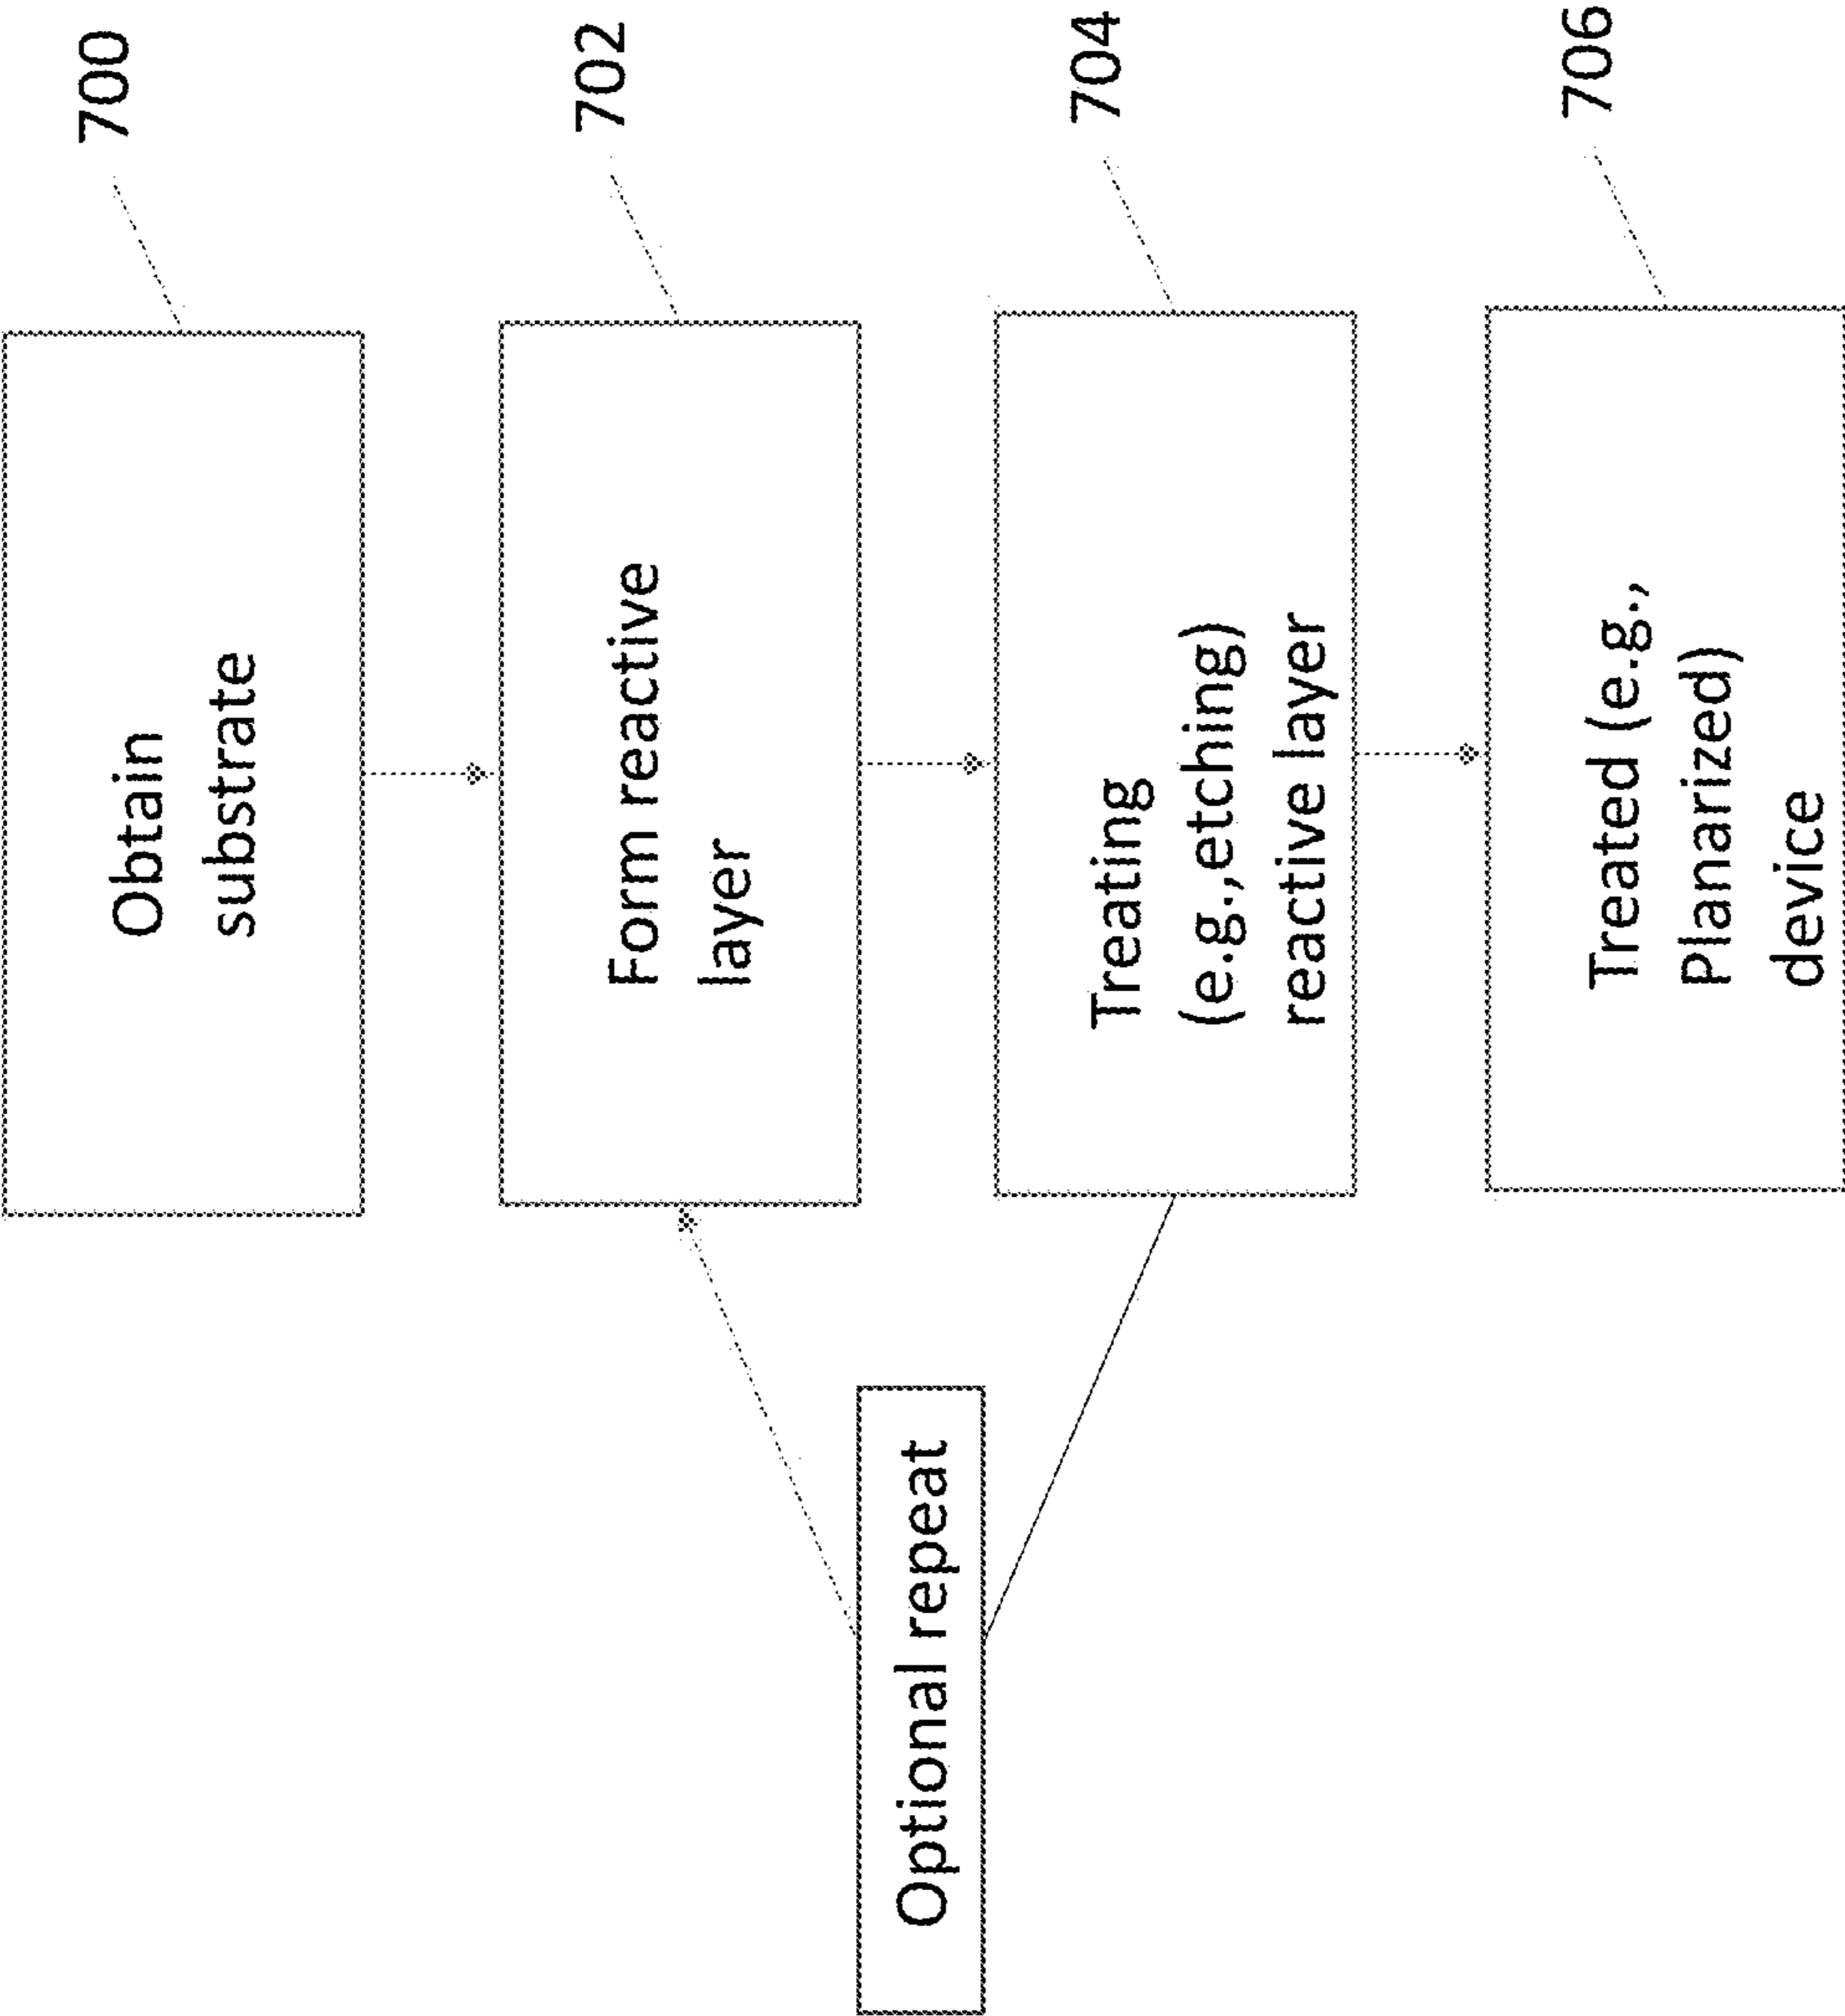 700
Obtain
substrate
702
Form reactive
layer
Optional repeat
704
Treating
(e.g.,etching)
reactive layer
706
Treated (e.g.,
Planarized)
device